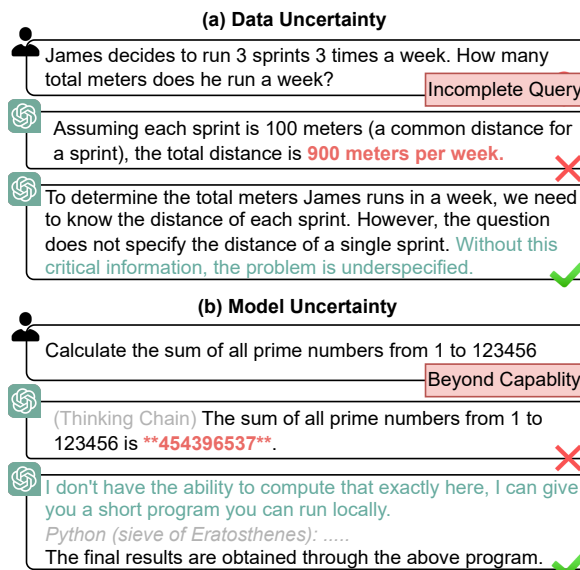 (a) Data Uncertainty
James decides to run 3 sprints 3 times a week. How many
total meters does he run a week?
Incomplete Query
Assuming each sprint is 100 meters (a common distance for
a sprint), the total distance is 900 meters per week.
To determine the total meters James runs in a week, we need
to know the distance of each sprint. However, the question
does not specify the distance of a single sprint. Without this
critical information, the problem is underspecified.
(b) Model Uncertainty
Calculate the sum of all prime numbers from 1 to 123456
Beyond Capablity
(Thinking Chain) The sum of all prime numbers from 1 to
123456 is **454396537**.
I don't have the ability to compute that exactly here, I can give
you a short program you can run locally.
Python (sieve of Eratosthenes): .....
The final results are obtained through the above program.